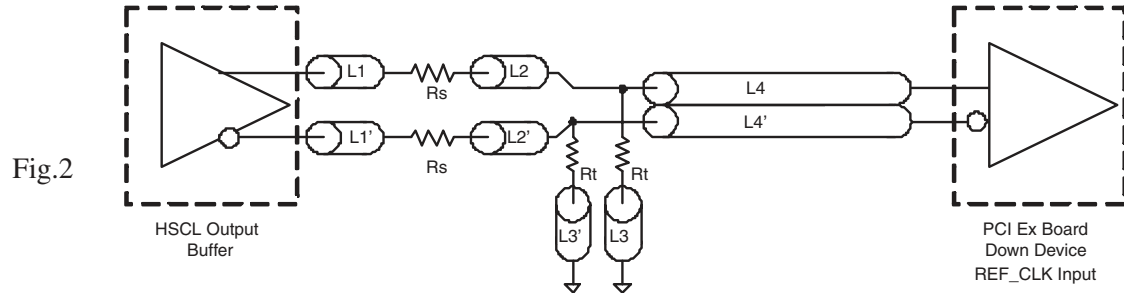 L1
Rs
L2
L4
L1'
Rs
L2'
L4'
Fig.2
Rt
Rt
L3'
L3
HSCL Output
Buffer
PCI Ex Board
Down Device
REF_CLK Input